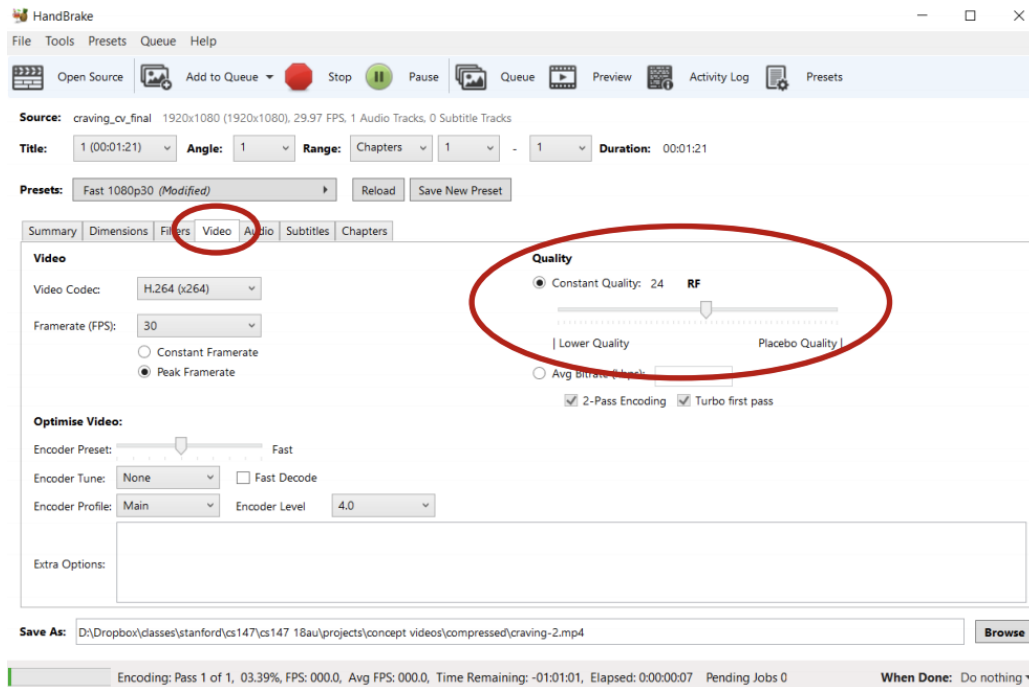 HandBrake
File Tools Presets Queue Help
Open Source Add to Queue Stop Pause Queue Preview Activity Log Presets
Source: craving_cv_final 1920x1080 (1920x1080), 29.97 FPS, 1 Audio Tracks, 0 Subtitle Tracks
Title: 1 (00:01:21) Angle: 1 Range: Chapters 1 - 1 Duration: 00:01:21
Presets: Fast 1080p30 (Modified) Reload Save New Preset
Summary Dimensions Filters Video Audio Subtitles Chapters
Video Quality
Video Codec: H.264 (x264) Constant Quality: 24 RF
Framerate (FPS): 30
Lower Quality Placebo Quality
Constant Framerate
Peak Framerate Avg Bitrate (kbps):
2-Pass Encoding Turbo first pass
Optimise Video:
Encoder Preset: Fast
Encoder Tune: None Fast Decode
Encoder Profile: Main Encoder Level 4.0
Extra Options:
Save As: D:\Dropbox\classes\stanford\cs147\cs147 18au\projects\concept videos\compressed\craving-2.mp4 Browse
Encoding: Pass 1 of 1, 03.39%, FPS: 000.0, Avg FPS: 000.0, Time Remaining: -01:01:01, Elapsed: 0:00:00:07 Pending Jobs 0 When Done: Do nothing